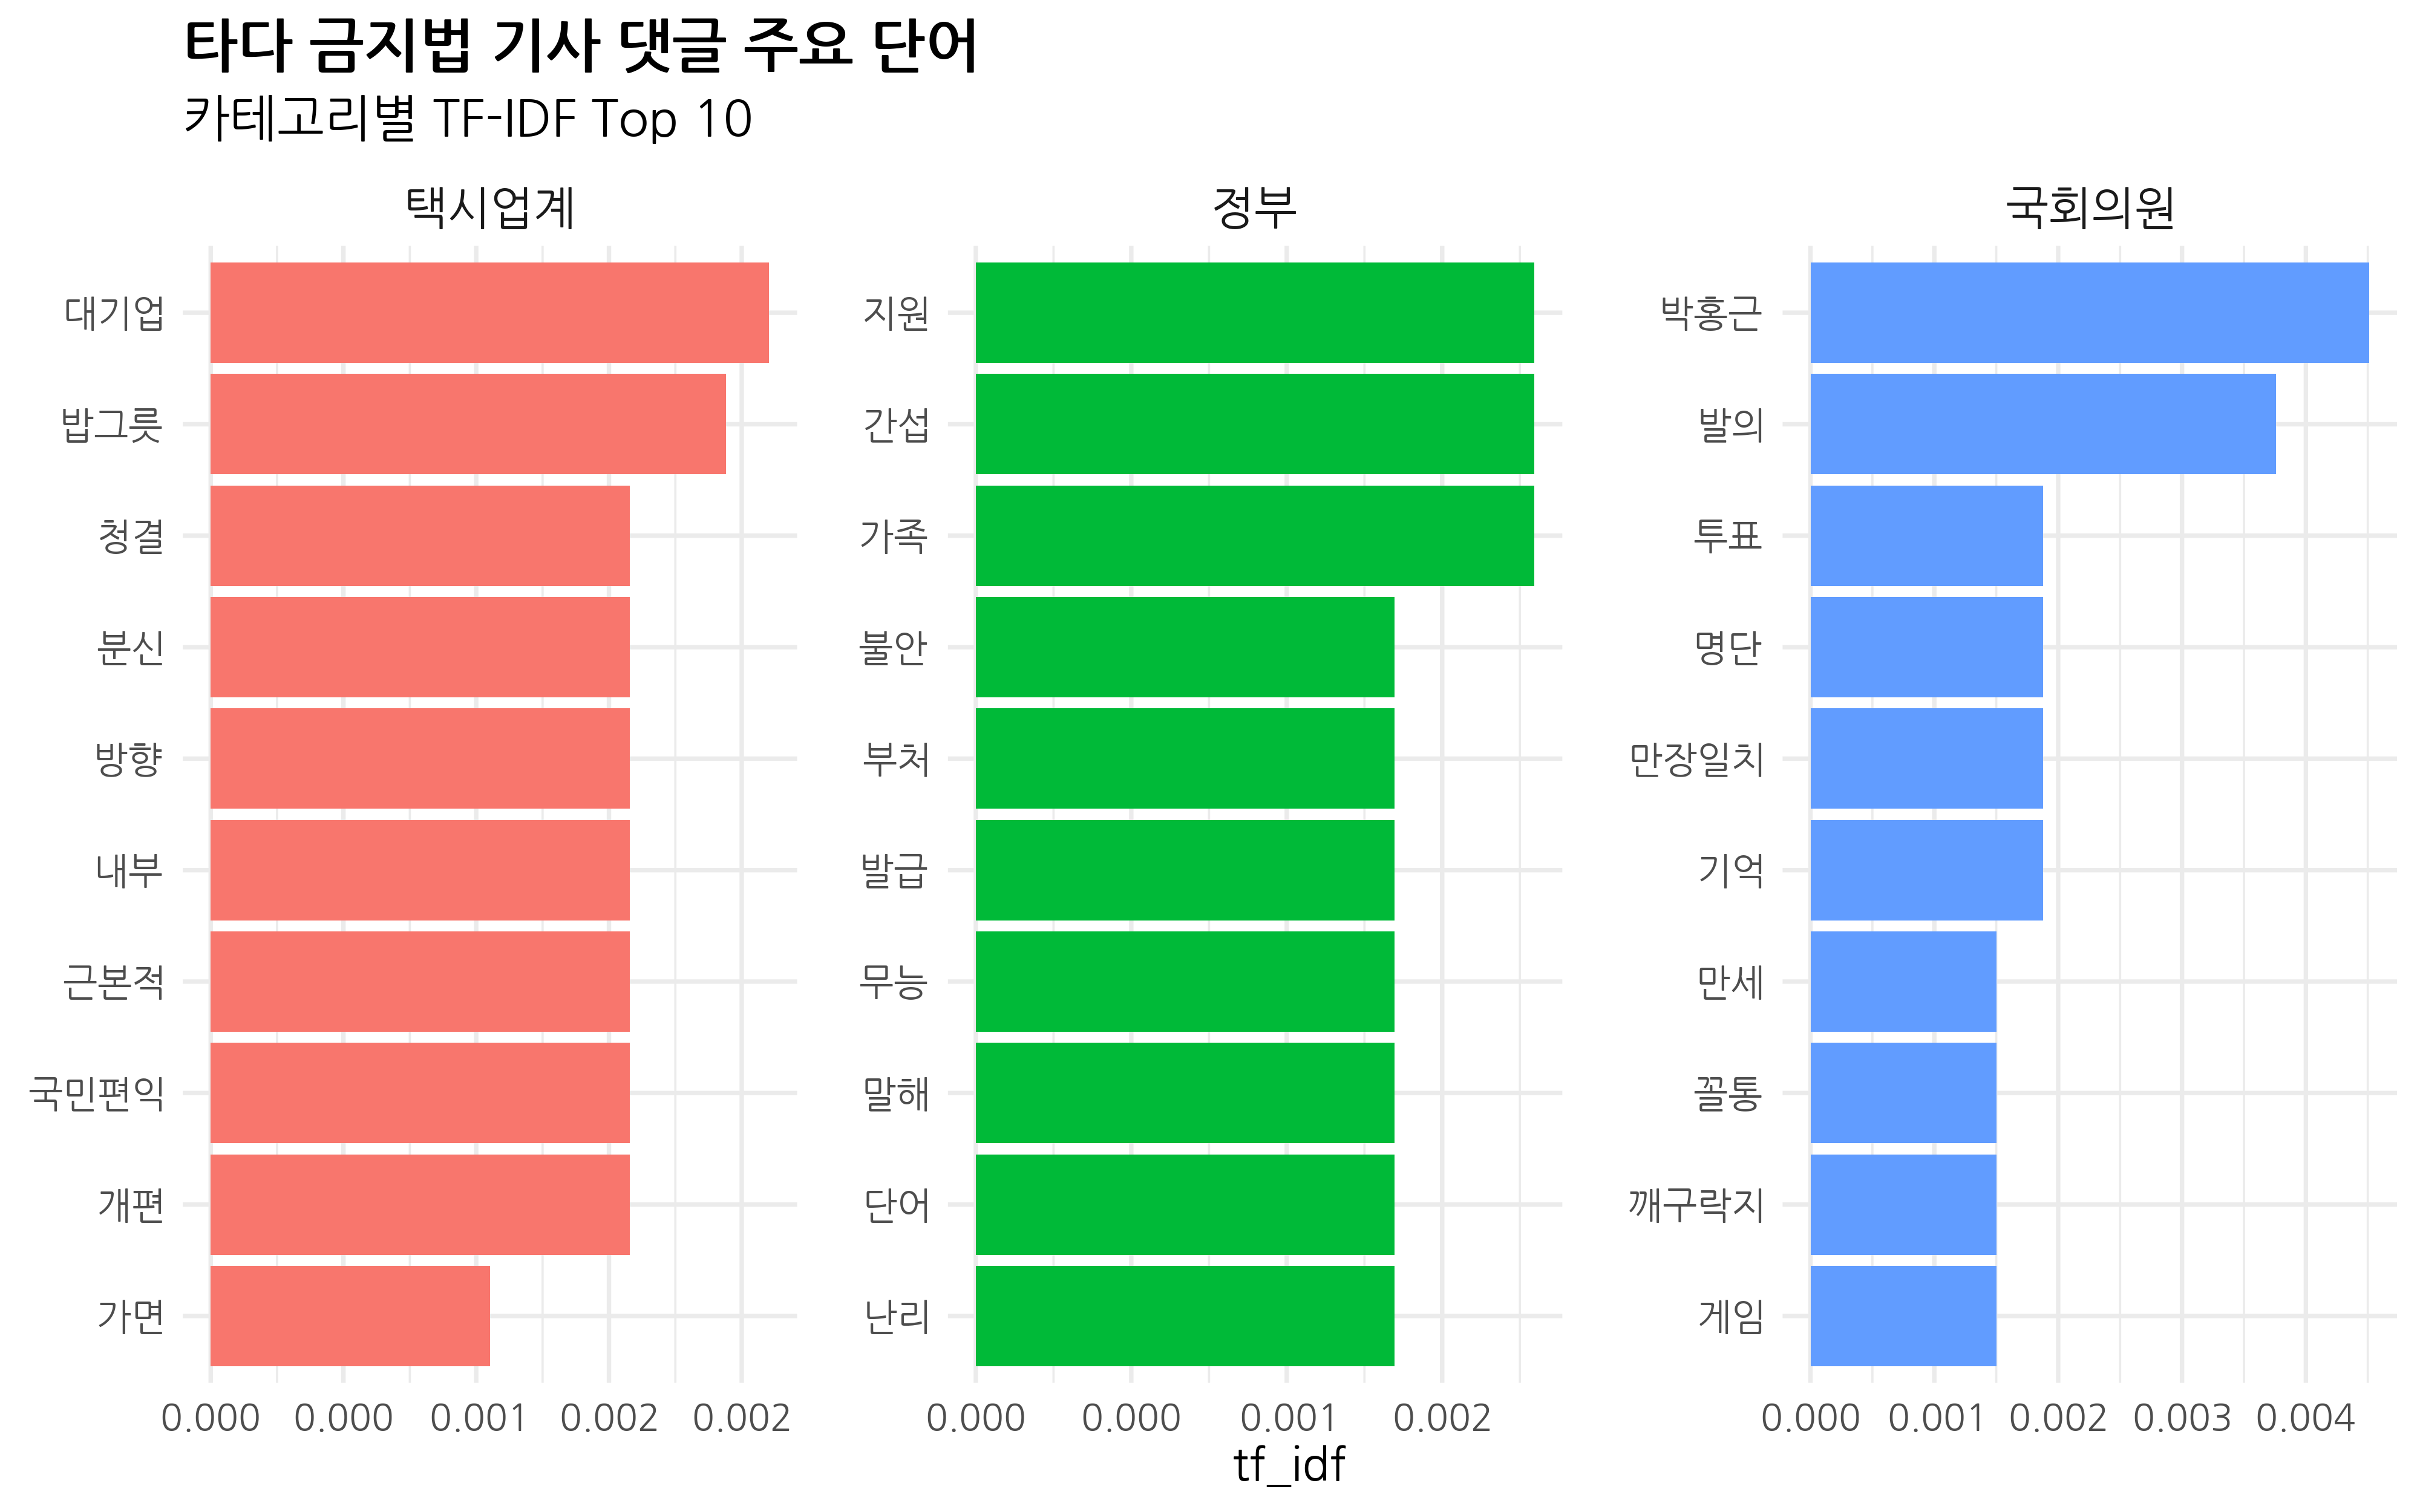 타다 금지법 기사 댓글 주요 단어
카테고리별 TF-IDF Top 10
택시업계
대기업
밥그릇
청결
분신
방향
내부
근본적
국민편익
개편
가면
0.000 0.000 0.001 0.002 0.002
정부
지원
간섭
가족
불안
부처
발급
무능
말해
단어
난리
0.000 0.000 0.001 0.002
국회의원
박홍근
발의
투표
명단
만장일치
기억
만세
꼴통
깨구락지
게임
0.000 0.001 0.002 0.003 0.004
tf_idf